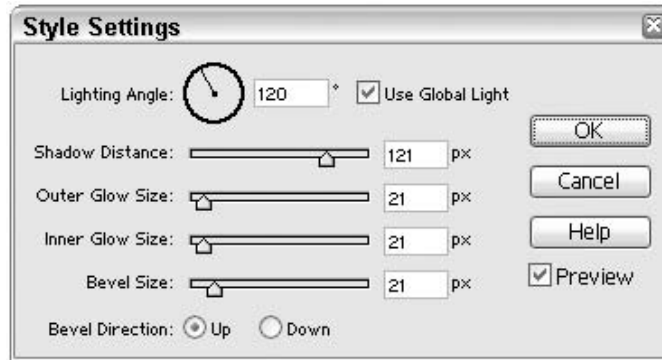 Style Settings
Lighting Angle: 120 ° Use Global Light
OK
Shadow Distance: 121 px
Cancel
Outer Glow Size: 21 px
Inner Glow Size: 21 px
Help
Preview
Bevel Size: 21 px
Bevel Direction: Up Down